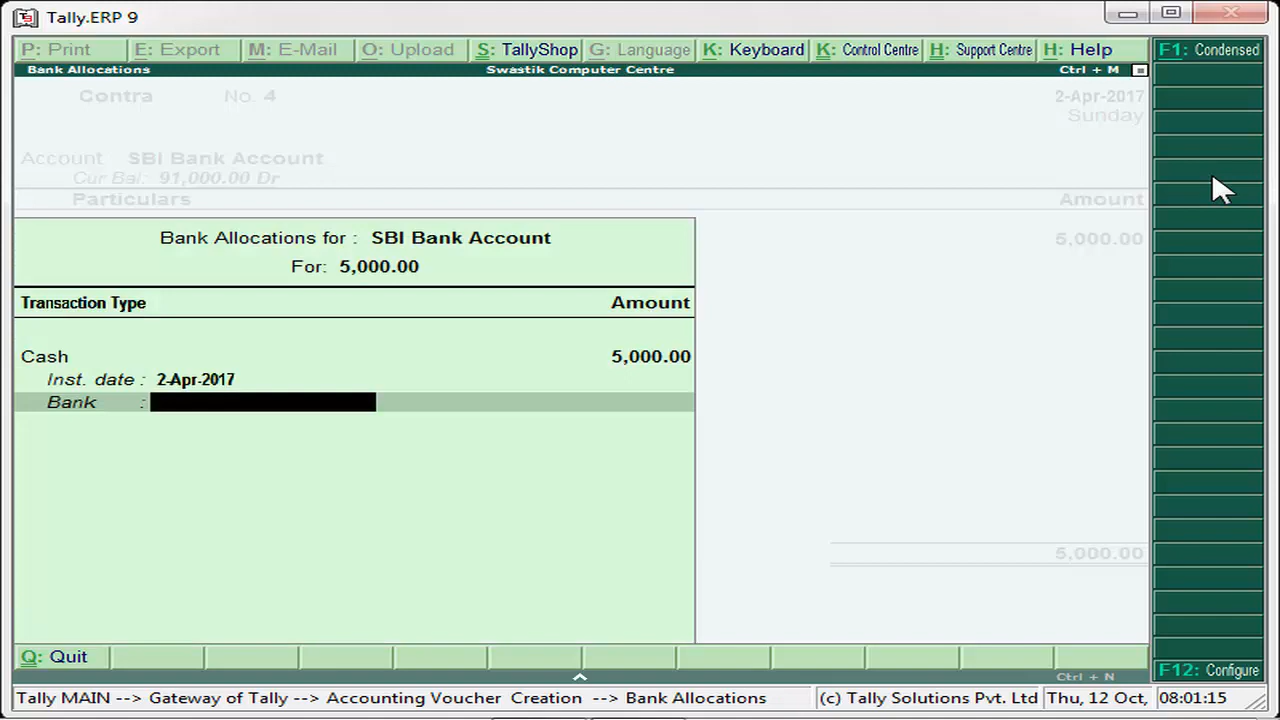 Tally.ERP 9
P: Print E: Export M: E-Mail O: Upload S: TallyShop G: Language K: Keyboard K: Control Centre H: Support Centre H: Help F1: Condensed
Bank Allocations Swastik Computer Centre Ctrl + M
Contra No. 4 2-Apr-2017
Sunday
Account SBI Bank Account
Cur Bal: 91,000.00 Dr
Particulars Amount
Bank Allocations for : SBI Bank Account 5,000.00
For: 5,000.00
Transaction Type Amount
Cash 5,000.00
Inst. date : 2-Apr-2017
Bank :
5,000.00
Q: Quit
Ctrl + N F12: Configure
Tally MAIN --> Gateway of Tally --> Accounting Voucher Creation --> Bank Allocations (c) Tally Solutions Pvt. Ltd Thu, 12 Oct, 08:01:15